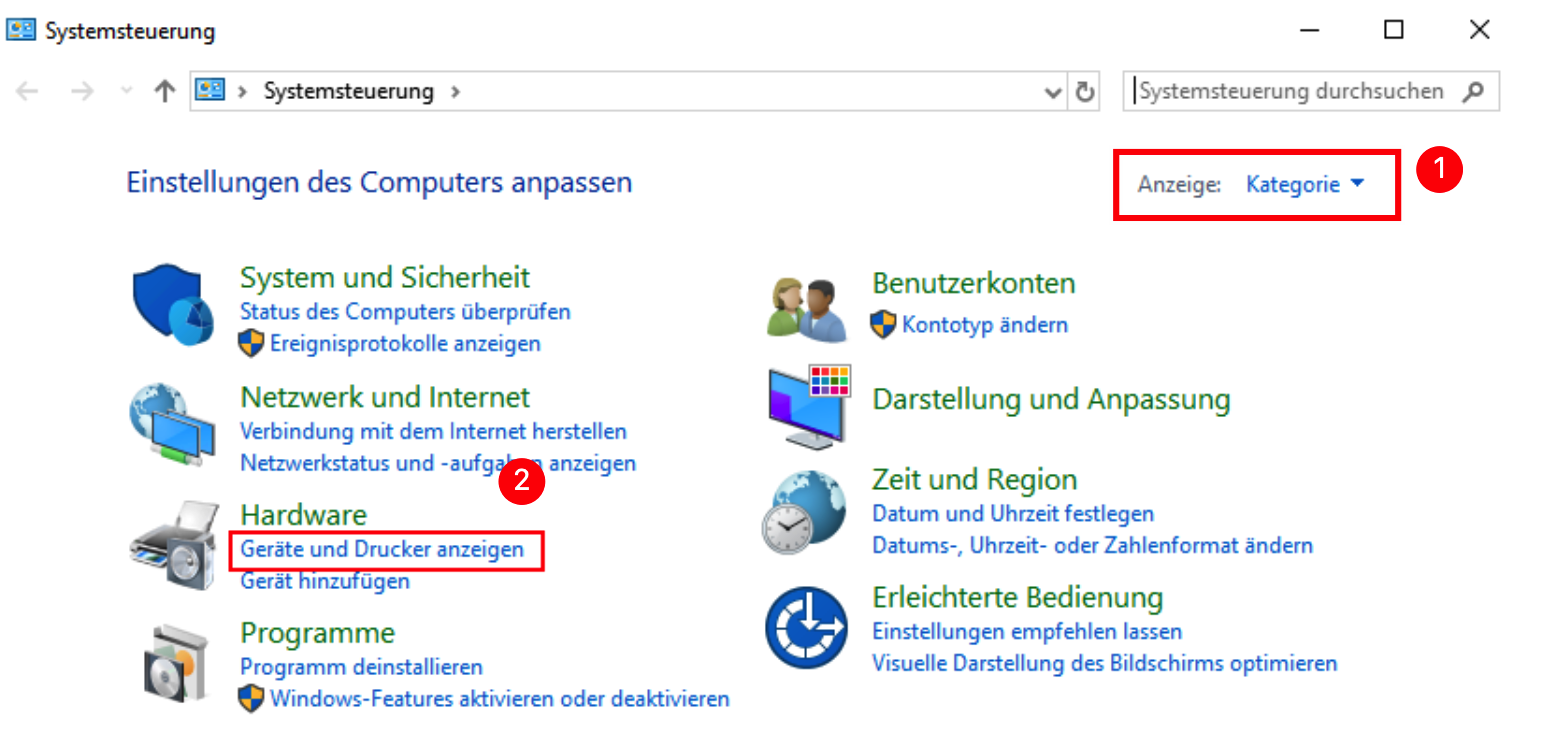 Systemsteuerung
Systemsteuerung
Systemsteuerung durchsuchen
Einstellungen des Computers anpassen
Anzeige: Kategorie
1
System und Sicherheit
Status des Computers überprüfen
Ereignisprotokolle anzeigen
Netzwerk und Internet
Verbindung mit dem Internet herstellen
Netzwerkstatus und -aufgaben anzeigen
2
Hardware
Geräte und Drucker anzeigen
Gerät hinzufügen
Programme
Programm deinstallieren
Windows-Features aktivieren oder deaktivieren
Benutzerkonten
Kontotyp ändern
Darstellung und Anpassung
Zeit und Region
Datum und Uhrzeit festlegen
Datums-, Uhrzeit- oder Zahlenformat ändern
Erleichterte Bedienung
Einstellungen empfehlen lassen
Visuelle Darstellung des Bildschirms optimieren